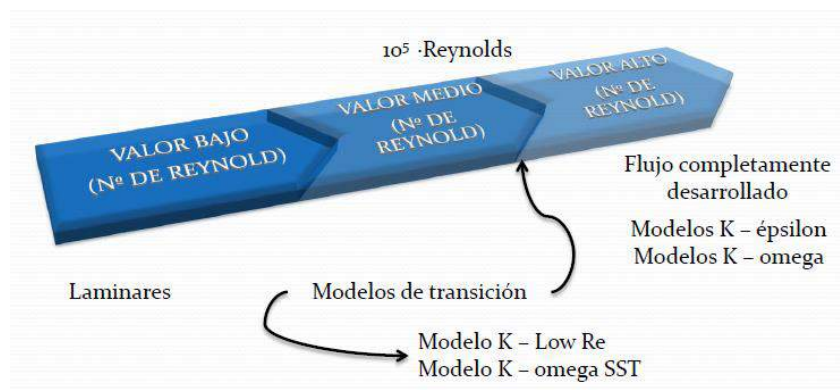 10⁵ ·Reynolds
VALOR BAJO
(Nº DE REYNOLD)
VALOR MEDIO
(Nº DE
REYNOLD)
VALOR ALTO
(Nº DE
REYNOLD)
Flujo completamente
desarrollado
Modelos K – épsilon
Modelos K – omega
Laminares
Modelos de transición
Modelo K – Low Re
Modelo K – omega SST